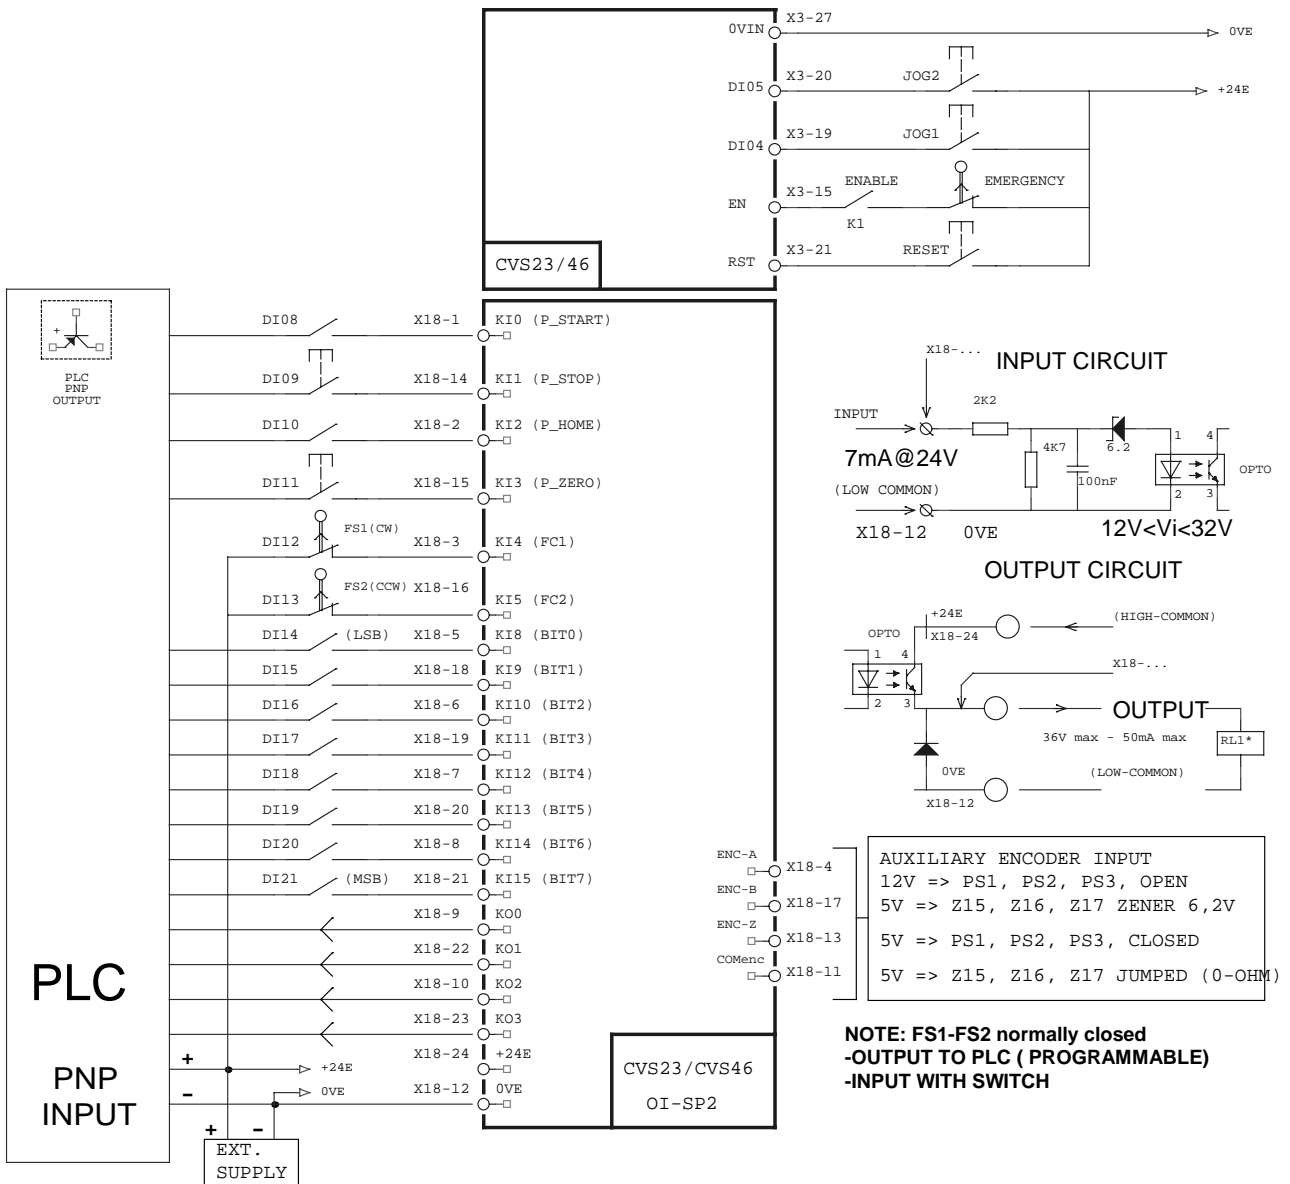 0VIN X3-27 0VE
DI05 X3-20 JOG2 +24E
DI04 X3-19 JOG1
EN X3-15 ENABLE K1 EMERGENCY
RST X3-21 RESET
CVS23/46
+
PLC
PNP
OUTPUT
DI08 X18-1 KI0 (P_START)
DI09 X18-14 KI1 (P_STOP)
DI10 X18-2 KI2 (P_HOME)
DI11 X18-15 KI3 (P_ZERO)
DI12 FS1(CW) X18-3 KI4 (FC1)
DI13 FS2(CCW) X18-16 KI5 (FC2)
DI14 (LSB) X18-5 KI8 (BIT0)
DI15 X18-18 KI9 (BIT1)
DI16 X18-6 KI10 (BIT2)
DI17 X18-19 KI11 (BIT3)
DI18 X18-7 KI12 (BIT4)
DI19 X18-20 KI13 (BIT5)
DI20 X18-8 KI14 (BIT6)
DI21 (MSB) X18-21 KI15 (BIT7)
X18-9 KO0
X18-22 KO1
X18-10 KO2
X18-23 KO3
X18-24 +24E
X18-12 0VE
PLC
PNP
INPUT
+ +24E
- 0VE
+ -
EXT.
SUPPLY
CVS23/CVS46
OI-SP2
ENC-A X18-4
ENC-B X18-17
ENC-Z X18-13
COMenc X18-11
X18-... INPUT CIRCUIT
2K2
INPUT
4K7 6.2 1 4
7mA@24V
100nF OPTO
(LOW COMMON) 2 3
X18-12 0VE 12V<Vi<32V
OUTPUT CIRCUIT
+24E (HIGH-COMMON)
OPTO X18-24
1 4 X18-...
2 3 OUTPUT
36V max - 50mA max RL1*
0VE (LOW-COMMON)
X18-12
AUXILIARY ENCODER INPUT
12V => PS1, PS2, PS3, OPEN
5V => Z15, Z16, Z17 ZENER 6,2V
5V => PS1, PS2, PS3, CLOSED
5V => Z15, Z16, Z17 JUMPED (0-OHM)
NOTE: FS1-FS2 normally closed
-OUTPUT TO PLC ( PROGRAMMABLE)
-INPUT WITH SWITCH